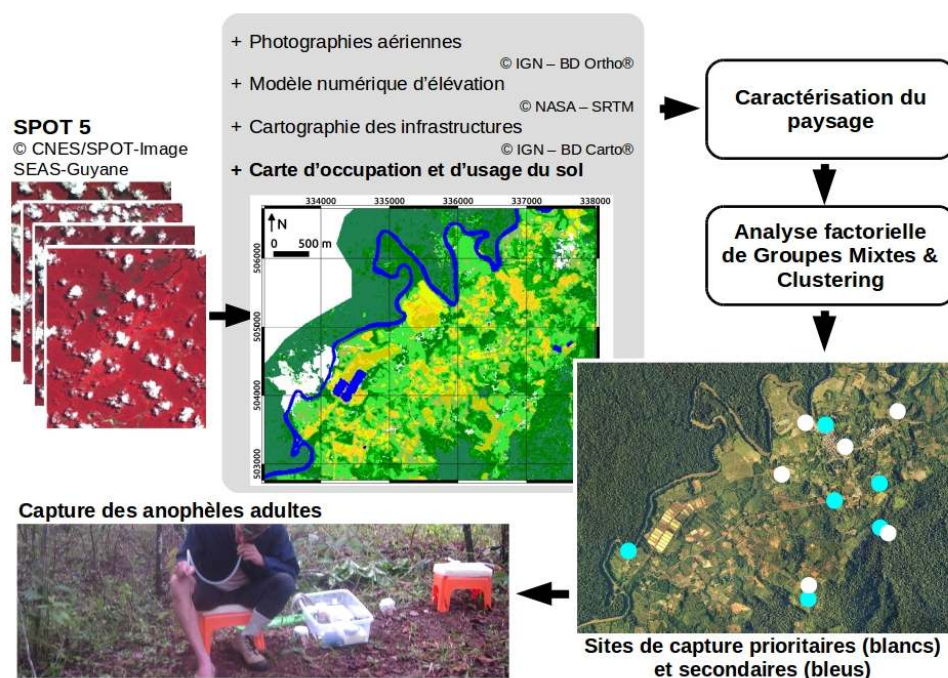 SPOT 5
© CNES/SPOT-Image
SEAS-Guyane
+ Photographies aériennes
© IGN – BD Ortho®
+ Modèle numérique d'élévation
© NASA – SRTM
+ Cartographie des infrastructures
© IGN – BD Carto®
+ Carte d'occupation et d'usage du sol
334000 335000 336000 337000 338000
N
0 500 m
506000
505000
504000
503000
Caractérisation du
paysage
Analyse factorielle
de Groupes Mixtes &
Clustering
Sites de capture prioritaires (blancs)
et secondaires (bleus)
Capture des anophèles adultes